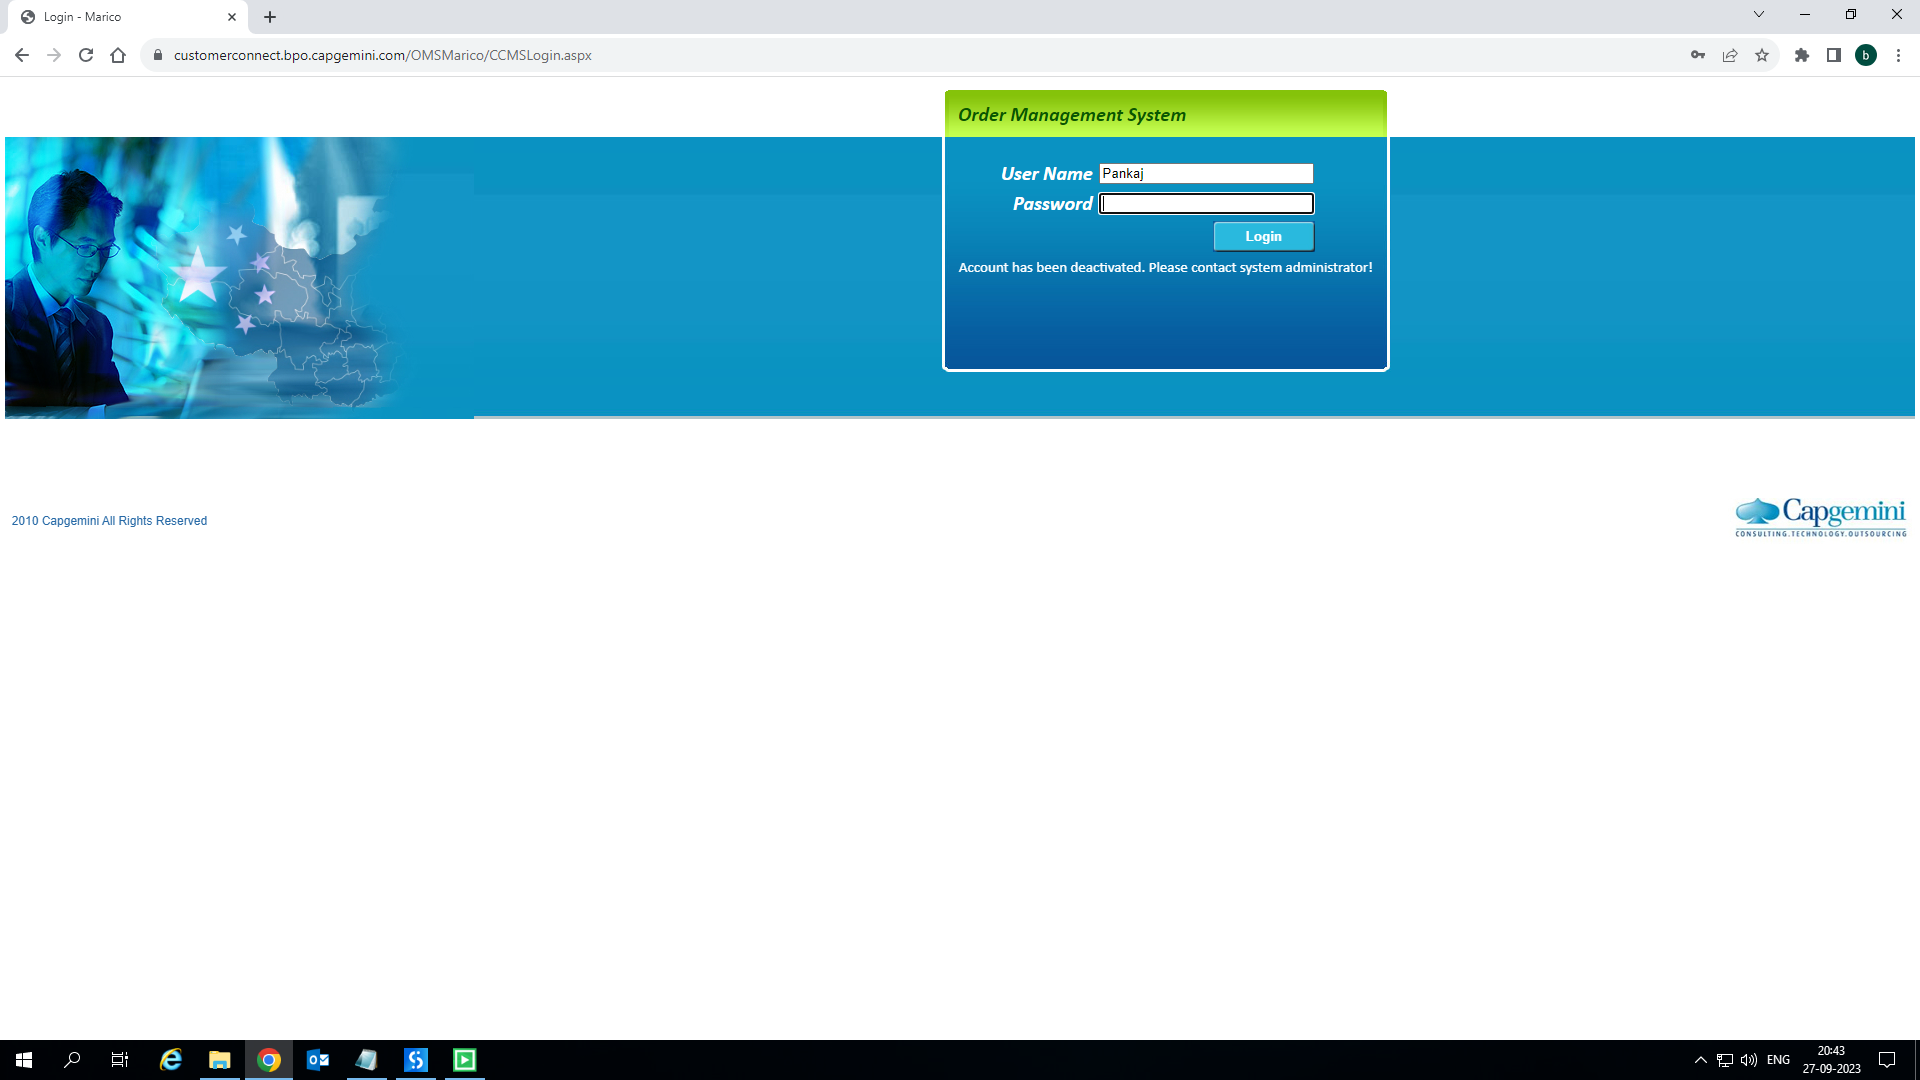 Login - Marico
customerconnect.bpo.capgemini.com/OMSMarico/CCMSLogin.aspx
b
Order Management System
User Name Pankaj
Password
Login
Account has been deactivated. Please contact system administrator!
2010 Capgemini All Rights Reserved
Capgemini
CONSULTING.TECHNOLOGY.OUTSOURCING
ENG
20:43
27-09-2023